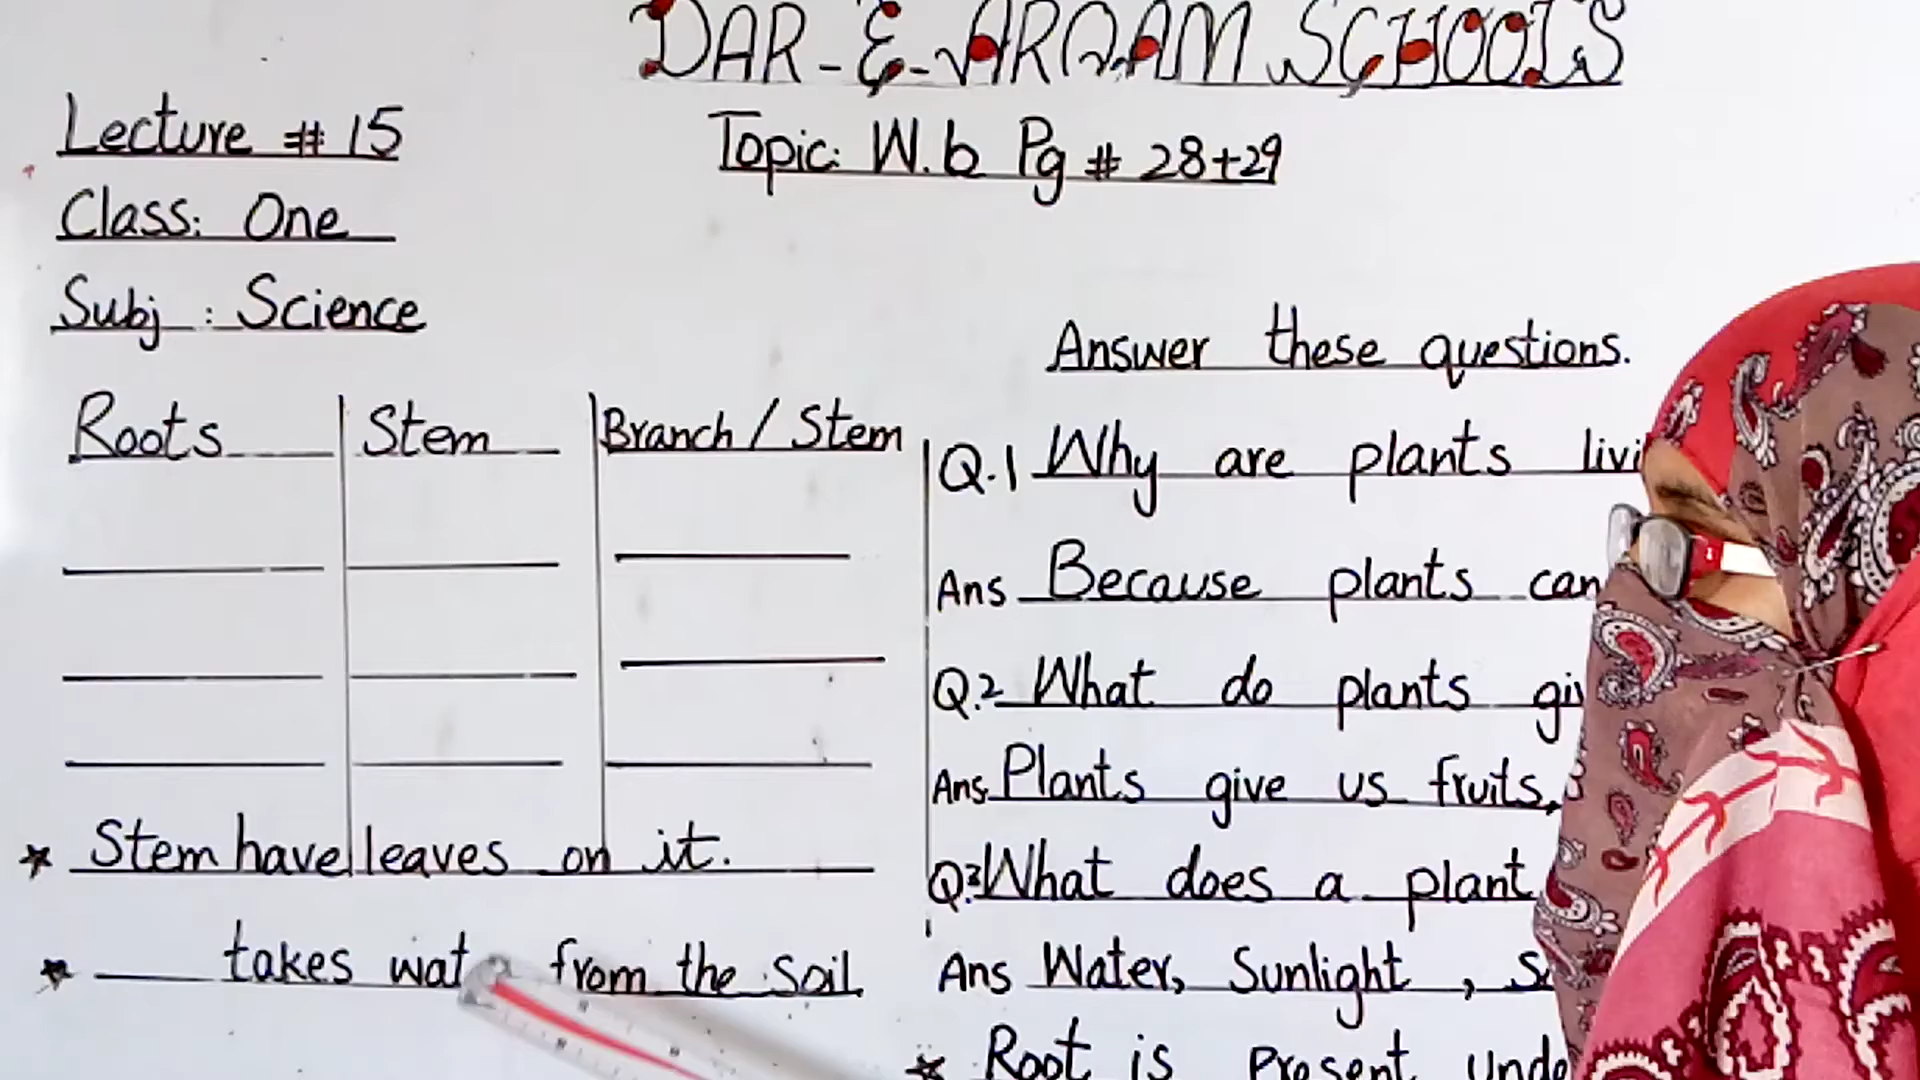 DAR-E-ARQAM SCHOOLS
Lecture # 15
Topic: W.b Pg # 28+29
Class: One
Subj : Science
Roots
Stem
Branch / Stem
Stem have leaves on it.
takes from the soil
Answer these questions.
Q.1 Why are plants
Ans Because plants can
Q.2 What do plants
Ans Plants give us fruits,
Q.3 What does a plant
Ans Water, Sunlight ,
Root is Present